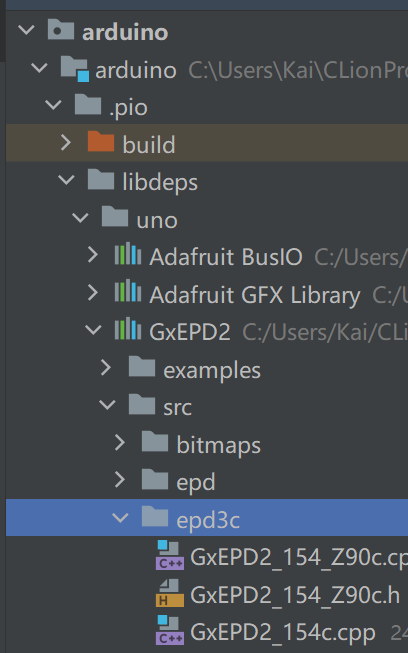 arduino
arduino C:\Users\Kai\CLionPro
.pio
build
libdeps
uno
Adafruit BusIO C:/Users/
Adafruit GFX Library C:/U
GxEPD2 C:/Users/Kai/CLi
examples
src
bitmaps
epd
epd3c
C++ GxEPD2_154_Z90c.cp
H GxEPD2_154_Z90c.h
C++ GxEPD2_154c.cpp 24